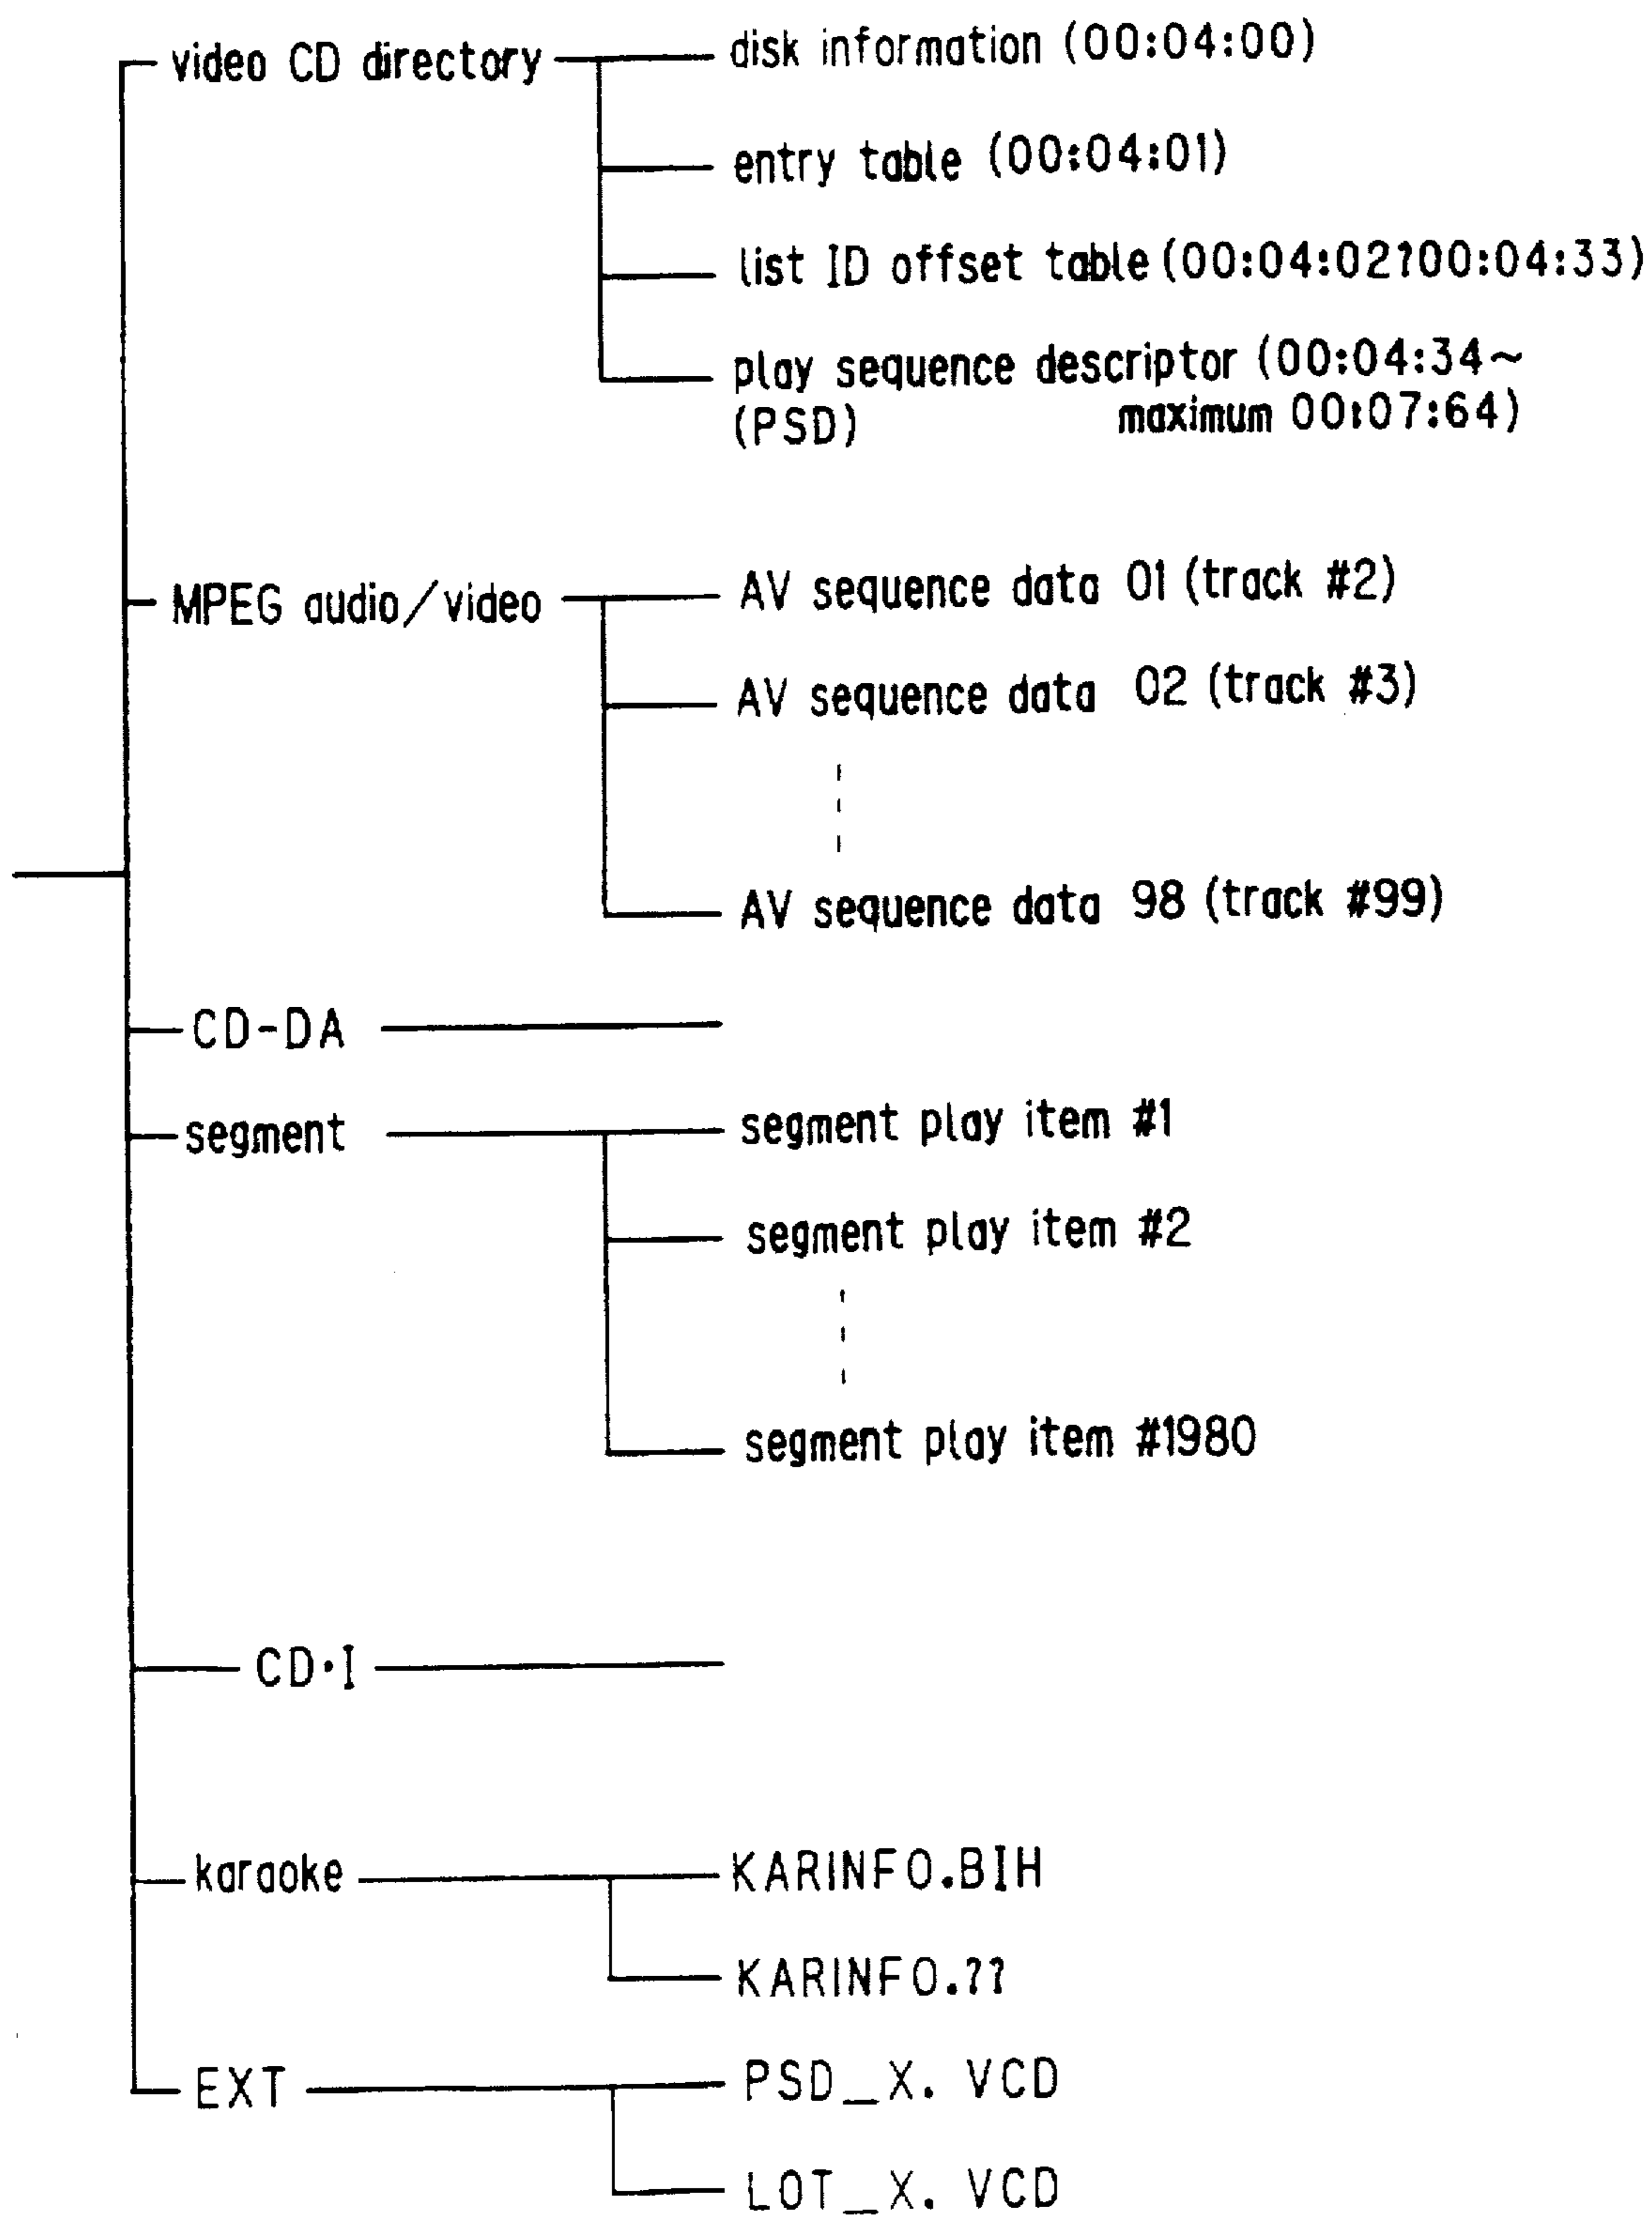 video CD directory
disk information (00:04:00)
entry table (00:04:01)
list ID offset table (00:04:02?00:04:33)
play sequence descriptor (00:04:34~
(PSD) maximum 00:07:64)
MPEG audio/video
AV sequence data 01 (track #2)
AV sequence data 02 (track #3)
AV sequence data 98 (track #99)
CD-DA
segment
segment play item #1
segment play item #2
segment play item #1980
CD·I
karaoke
KARINFO.BIH
KARINFO.??
EXT
PSD_X. VCD
LOT_X. VCD